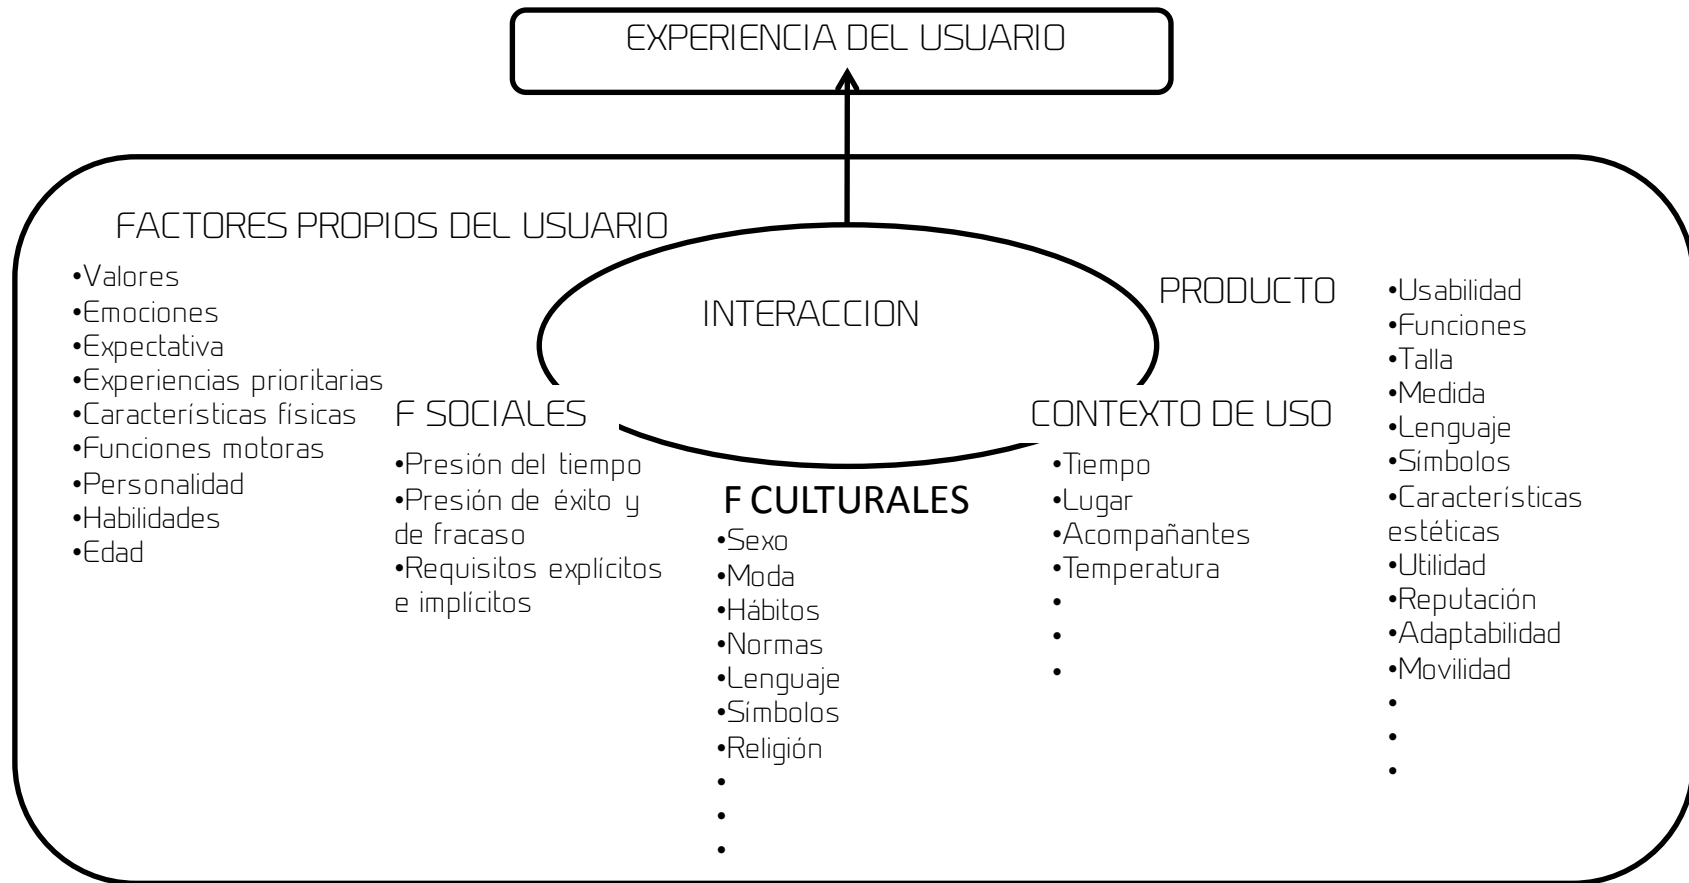 EXPERIENCIA DEL USUARIO
FACTORES PROPIOS DEL USUARIO
•Valores
•Emociones
•Expectativa
•Experiencias prioritarias
•Características físicas
•Funciones motoras
•Personalidad
•Habilidades
•Edad
INTERACCION
F SOCIALES
•Presión del tiempo
•Presión de éxito y
de fracaso
•Requisitos explícitos
e implícitos
F CULTURALES
•Sexo
•Moda
•Hábitos
•Normas
•Lenguaje
•Símbolos
•Religión
•
•
•
CONTEXTO DE USO
•Tiempo
•Lugar
•Acompañantes
•Temperatura
•
•
•
PRODUCTO
•Usabilidad
•Funciones
•Talla
•Medida
•Lenguaje
•Símbolos
•Características
estéticas
•Utilidad
•Reputación
•Adaptabilidad
•Movilidad
•
•
•